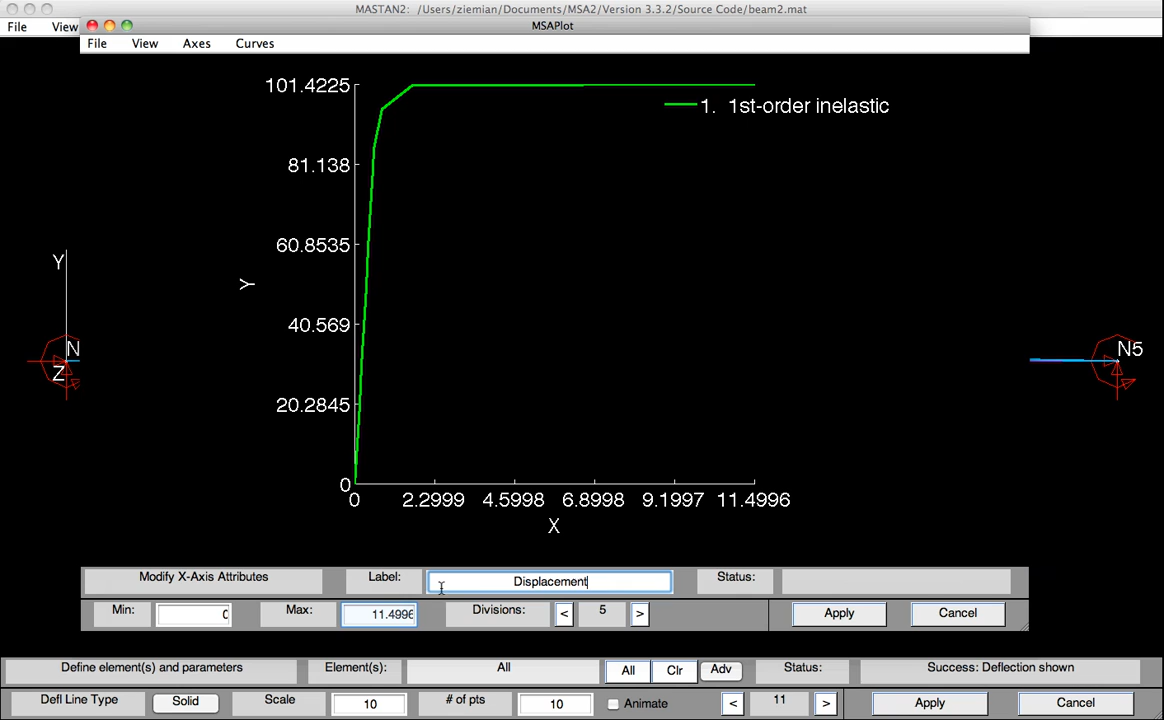 MASTAN2: /Users/ziemian/Documents/MSA2/Version 3.3.2/Source Code/beam2.mat
File View
MSAPlot
File View Axes Curves
101.4225
81.138
60.8535
40.569
20.2845
0
Y
1. 1st-order inelastic
0 2.2999 4.5998 6.8998 9.1997 11.4996
X
Y
N
Z
N5
Modify X-Axis Attributes Label: Displacement Status:
Min: 0 Max: 11.4996 Divisions: < 5 > Apply Cancel
Define element(s) and parameters Element(s): All All Clr Adv Status: Success: Deflection shown
Defl Line Type Solid Scale 10 # of pts 10 Animate < 11 > Apply Cancel